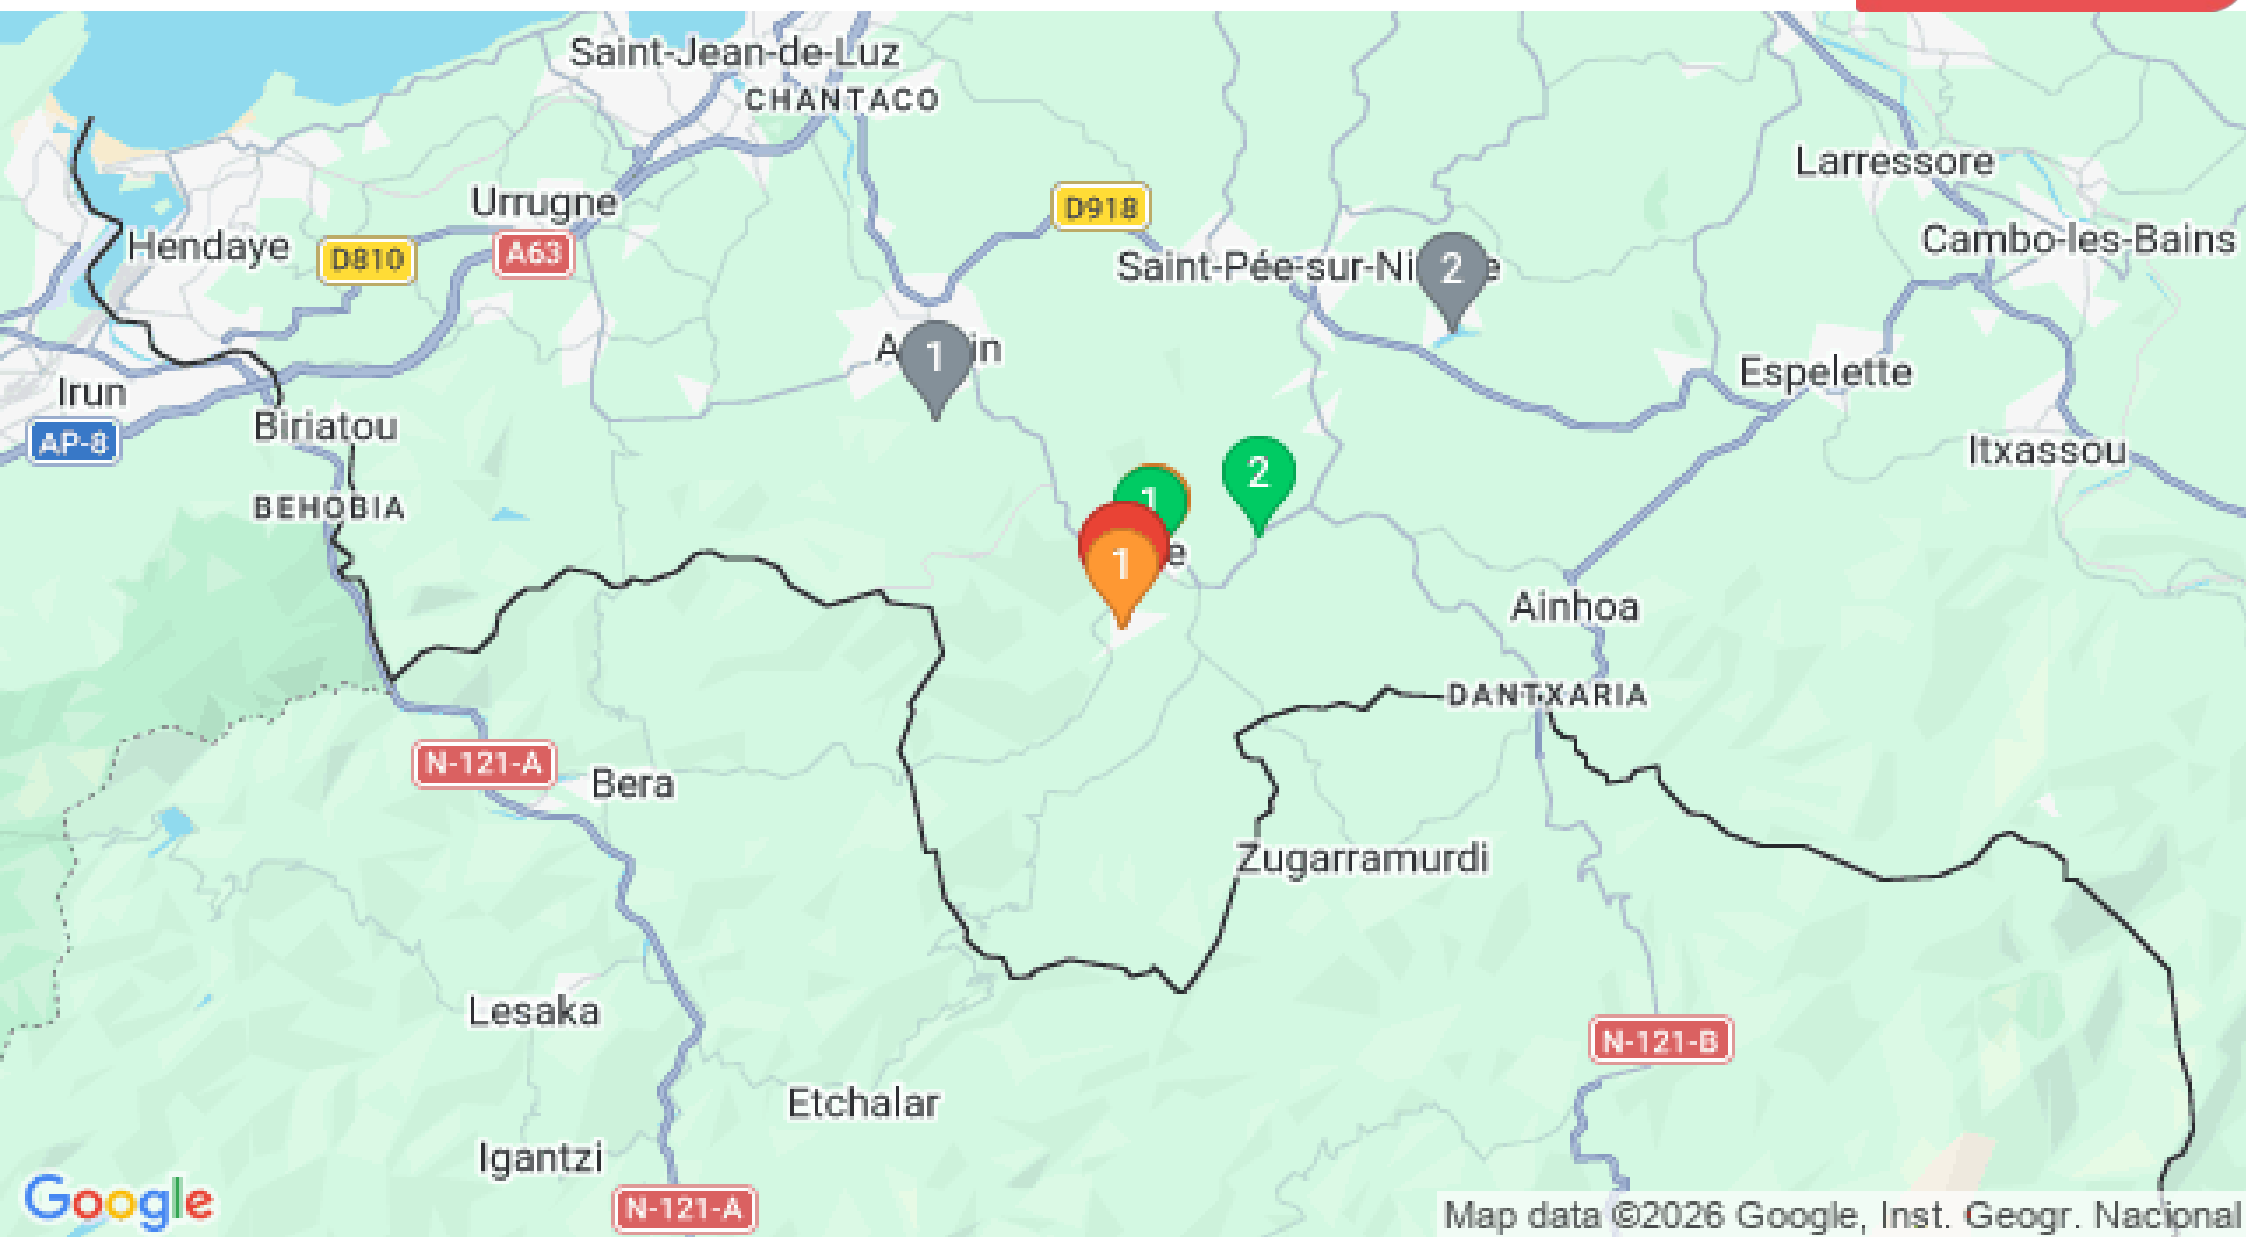 Saint-Jean-de-Luz
CHANTACO
Larressore
Urrugne
D918
Hendaye
D810
A63
Saint-Pée-sur-Ni
2
e
Cambo-les-Bains
A
1
in
Espelette
Irun
AP-8
Biriatou
Itxassou
BEHOBIA
1
2
1
e
Ainhoa
DANTXARIA
N-121-A
Bera
Zugarramurdi
Lesaka
N-121-B
Etchalar
Igantzi
Google
N-121-A
Map data ©2026 Google, Inst. Geogr. Nacional